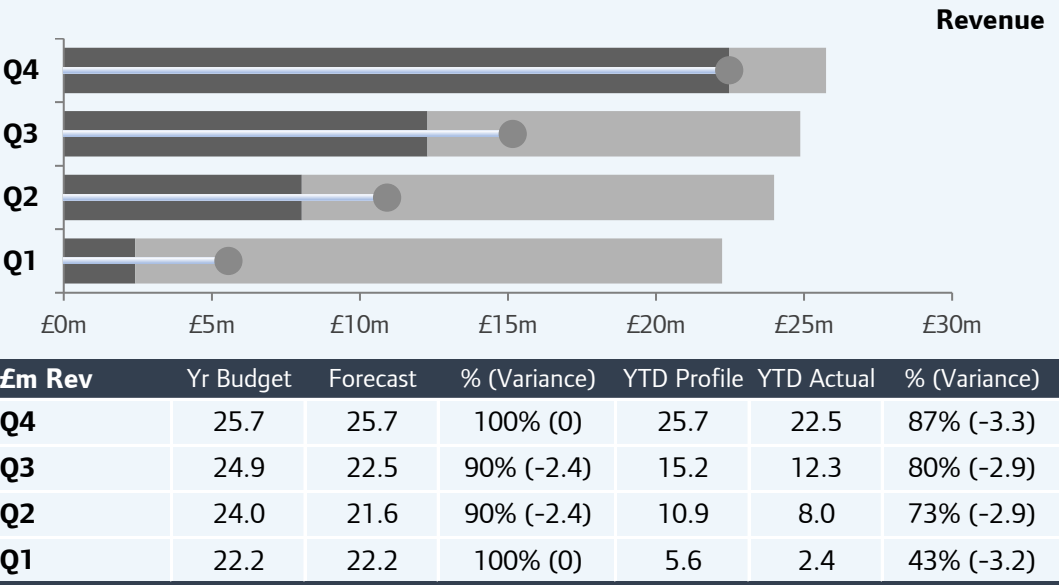 Revenue
Q4
Q3
Q2
Q1
£0m £5m £10m £15m £20m £25m £30m
£m Rev Yr Budget Forecast % (Variance) YTD Profile YTD Actual % (Variance)
Q4 25.7 25.7 100% (0) 25.7 22.5 87% (-3.3)
Q3 24.9 22.5 90% (-2.4) 15.2 12.3 80% (-2.9)
Q2 24.0 21.6 90% (-2.4) 10.9 8.0 73% (-2.9)
Q1 22.2 22.2 100% (0) 5.6 2.4 43% (-3.2)